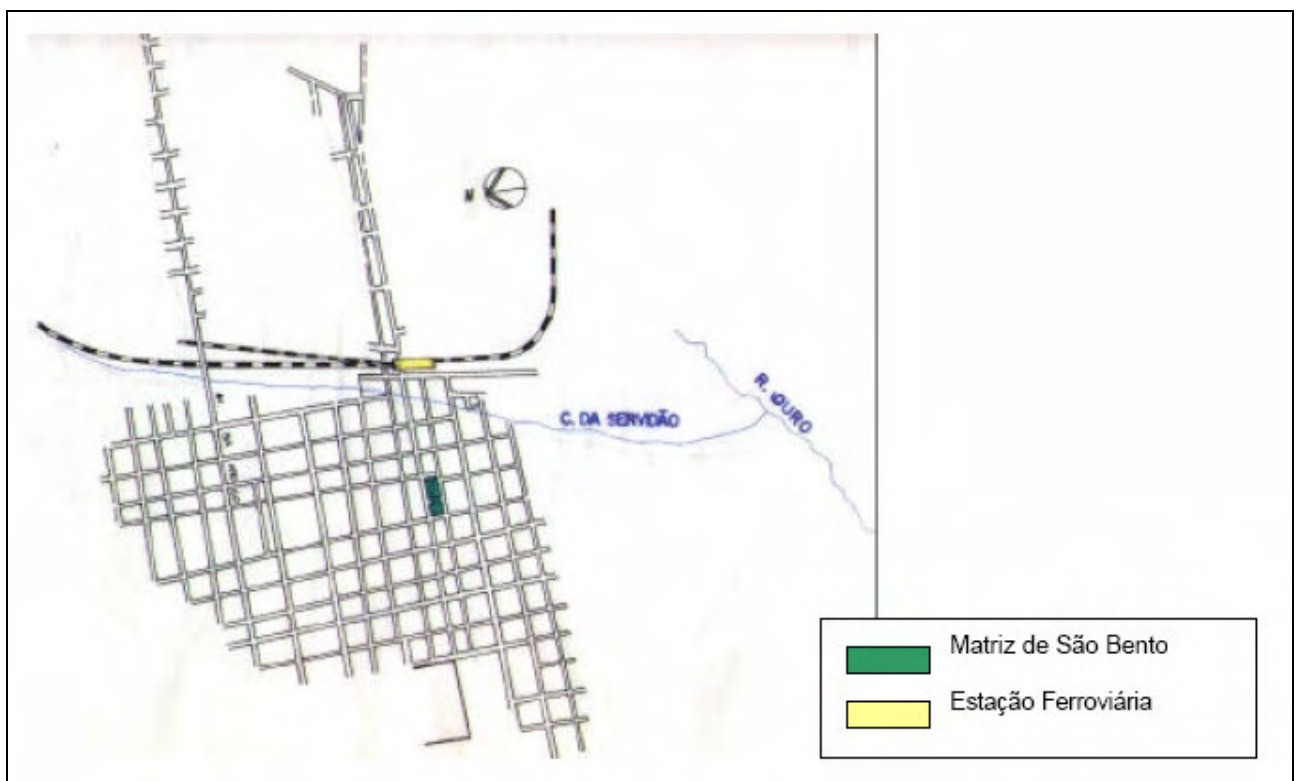 N
C. DA SERVIDÃO
R. OURO
Matriz de São Bento
Estação Ferroviária